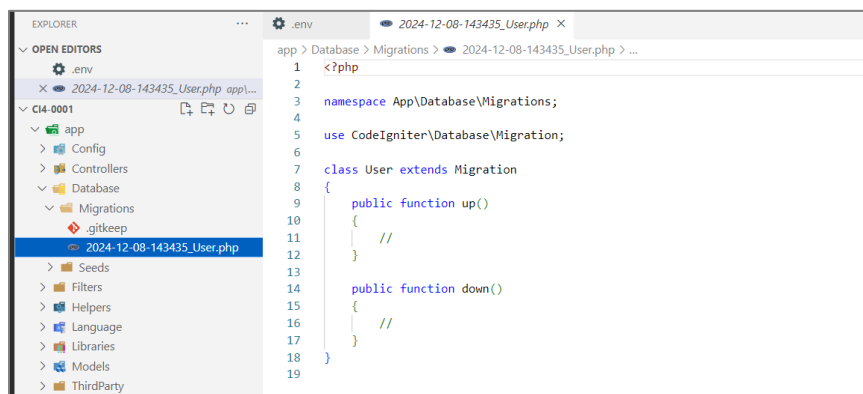 EXPLORER ···
OPEN EDITORS
.env
2024-12-08-143435_User.php app\...
CI4-0001
app
Config
Controllers
Database
Migrations
.gitkeep
2024-12-08-143435_User.php
Seeds
Filters
Helpers
Language
Libraries
Models
ThirdParty
.env 2024-12-08-143435_User.php
app > Database > Migrations > 2024-12-08-143435_User.php > ...
1 <?php
2
3 namespace App\Database\Migrations;
4
5 use CodeIgniter\Database\Migration;
6
7 class User extends Migration
8 {
9 public function up()
10 {
11 //
12 }
13
14 public function down()
15 {
16 //
17 }
18 }
19